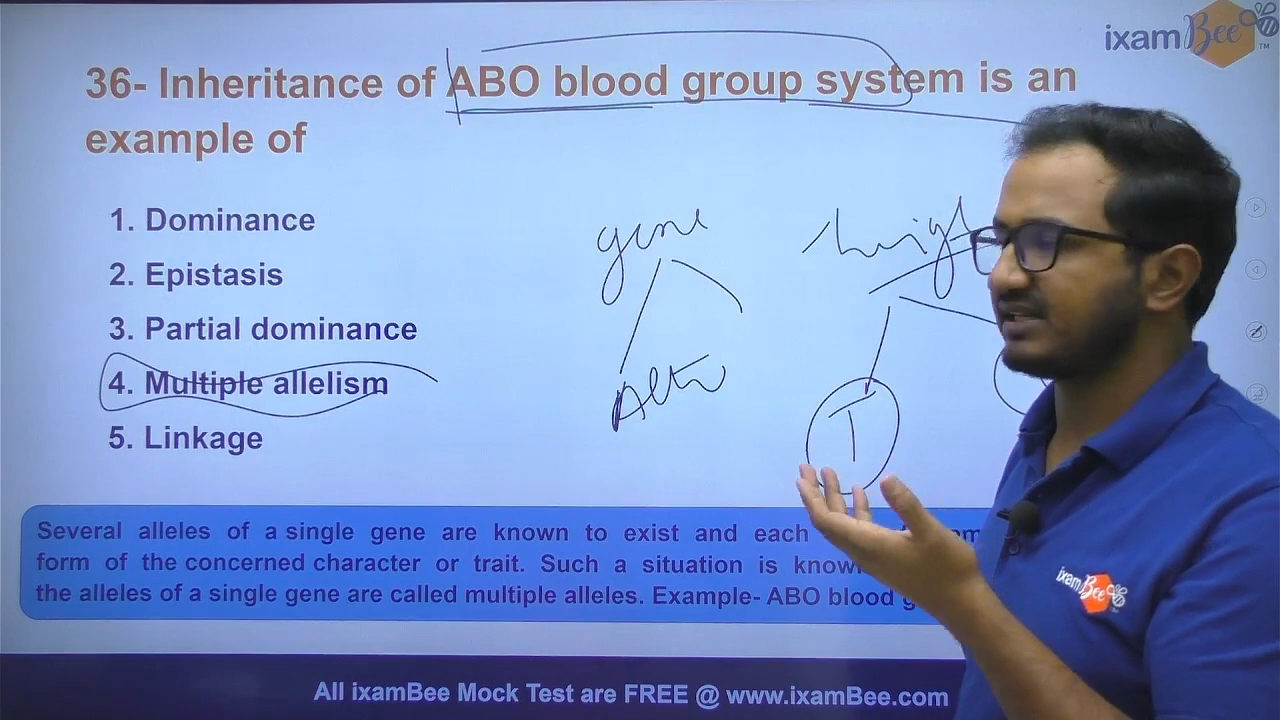 ixamBee™
36- Inheritance of ABO blood group system is an
example of
1. Dominance
2. Epistasis
3. Partial dominance
4. Multiple allelism
5. Linkage
gene
T
Several alleles of a single gene are known to exist and each
form of the concerned character or trait. Such a situation is
the alleles of a single gene are called multiple alleles. Example- ABO blood
ixamBee
All ixamBee Mock Test are FREE @ www.ixamBee.com